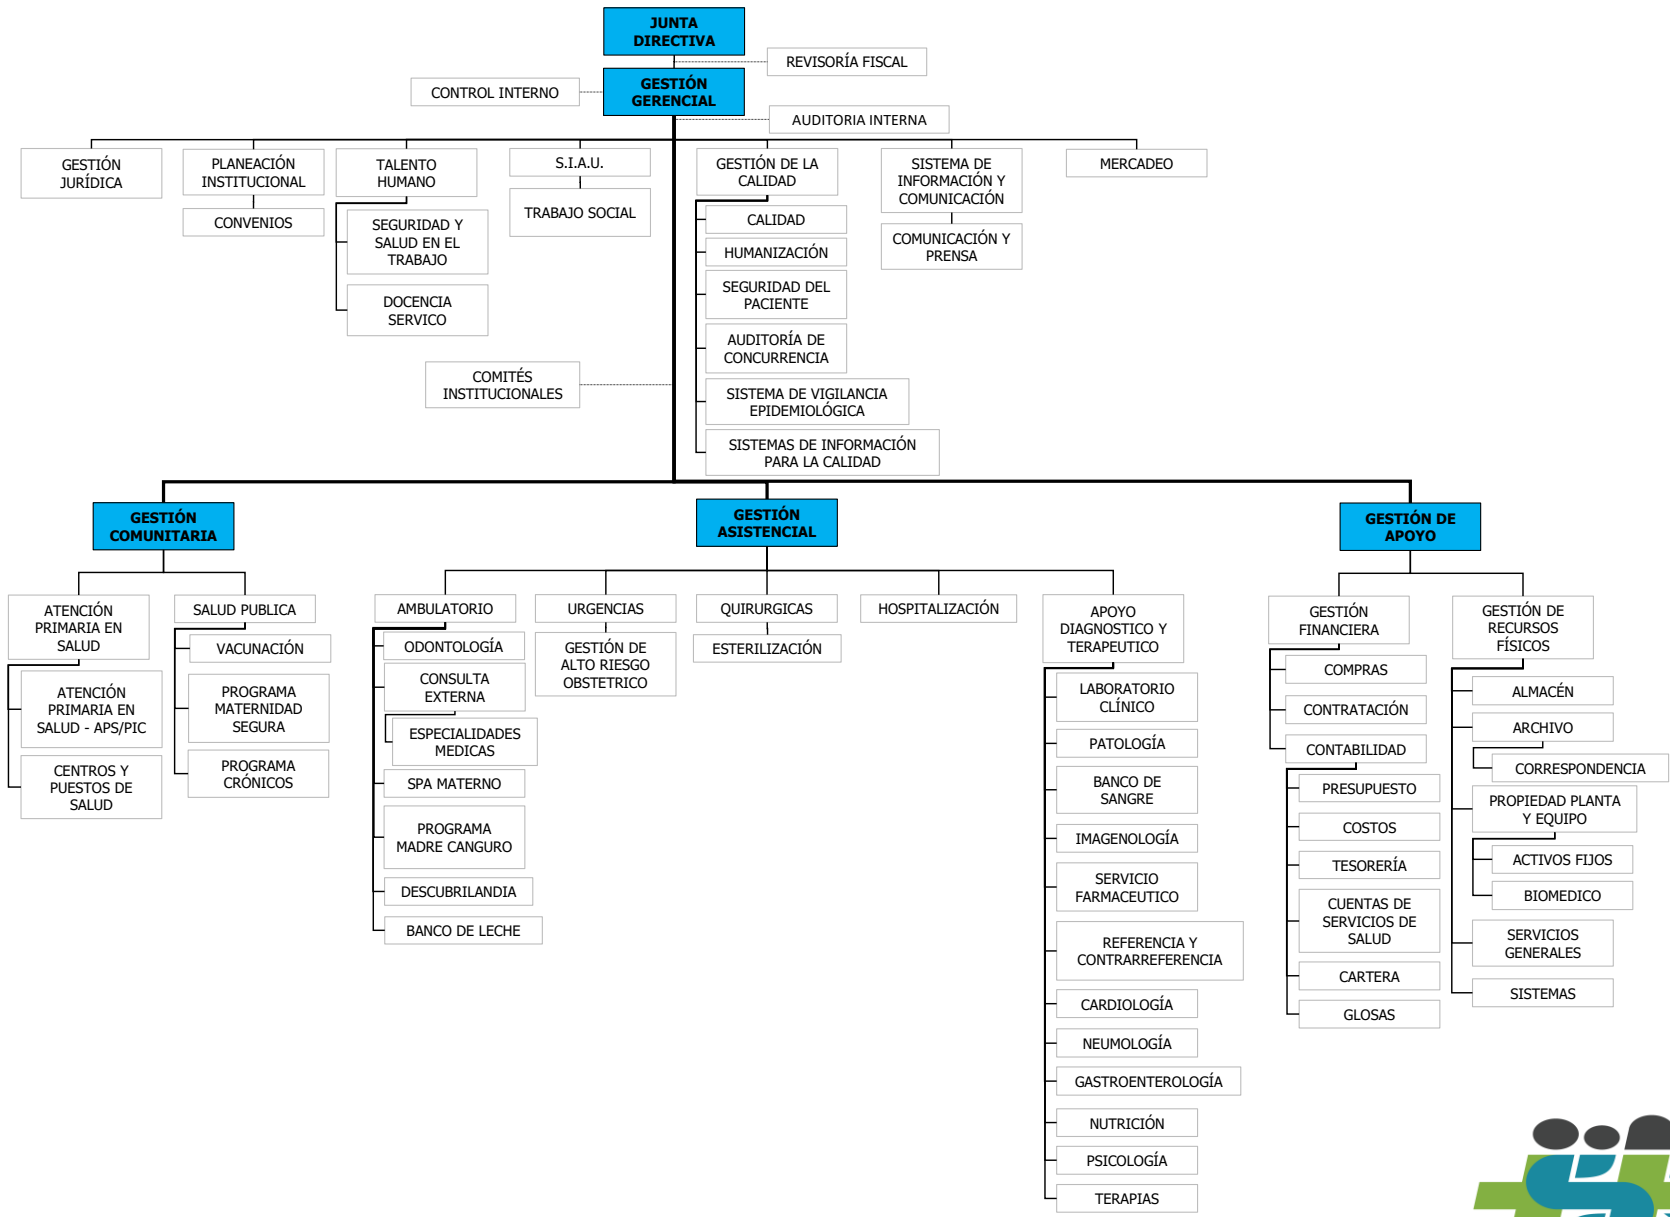 JUNTA
DIRECTIVA
REVISORÍA FISCAL
GESTIÓN
GERENCIAL
CONTROL INTERNO
AUDITORIA INTERNA
GESTIÓN
JURÍDICA
PLANEACIÓN
INSTITUCIONAL
CONVENIOS
TALENTO
HUMANO
SEGURIDAD Y
SALUD EN EL
TRABAJO
DOCENCIA
SERVICO
S.I.A.U.
TRABAJO SOCIAL
GESTIÓN DE LA
CALIDAD
CALIDAD
HUMANIZACIÓN
SEGURIDAD DEL
PACIENTE
AUDITORÍA DE
CONCURRENCIA
SISTEMA DE VIGILANCIA
EPIDEMIOLÓGICA
SISTEMAS DE INFORMACIÓN
PARA LA CALIDAD
SISTEMA DE
INFORMACIÓN Y
COMUNICACIÓN
COMUNICACIÓN Y
PRENSA
MERCADEO
COMITÉS
INSTITUCIONALES
GESTIÓN
COMUNITARIA
ATENCIÓN
PRIMARIA EN
SALUD
ATENCIÓN
PRIMARIA EN
SALUD - APS/PIC
CENTROS Y
PUESTOS DE
SALUD
SALUD PUBLICA
VACUNACIÓN
PROGRAMA
MATERNIDAD
SEGURA
PROGRAMA
CRÓNICOS
GESTIÓN
ASISTENCIAL
AMBULATORIO
ODONTOLOGÍA
CONSULTA
EXTERNA
ESPECIALIDADES
MEDICAS
SPA MATERNO
PROGRAMA
MADRE CANGURO
DESCUBRILANDIA
BANCO DE LECHE
URGENCIAS
GESTIÓN DE
ALTO RIESGO
OBSTETRICO
QUIRURGICAS
ESTERILIZACIÓN
HOSPITALIZACIÓN
APOYO
DIAGNOSTICO Y
TERAPEUTICO
LABORATORIO
CLÍNICO
PATOLOGÍA
BANCO DE
SANGRE
IMAGENOLOGÍA
SERVICIO
FARMACEUTICO
REFERENCIA Y
CONTRARREFERENCIA
CARDIOLOGÍA
NEUMOLOGÍA
GASTROENTEROLOGÍA
NUTRICIÓN
PSICOLOGÍA
TERAPIAS
GESTIÓN DE
APOYO
GESTIÓN
FINANCIERA
COMPRAS
CONTRATACIÓN
CONTABILIDAD
PRESUPUESTO
COSTOS
TESORERÍA
CUENTAS DE
SERVICIOS DE
SALUD
CARTERA
GLOSAS
GESTIÓN DE
RECURSOS
FÍSICOS
ALMACÉN
ARCHIVO
CORRESPONDENCIA
PROPIEDAD PLANTA
Y EQUIPO
ACTIVOS FIJOS
BIOMEDICO
SERVICIOS
GENERALES
SISTEMAS